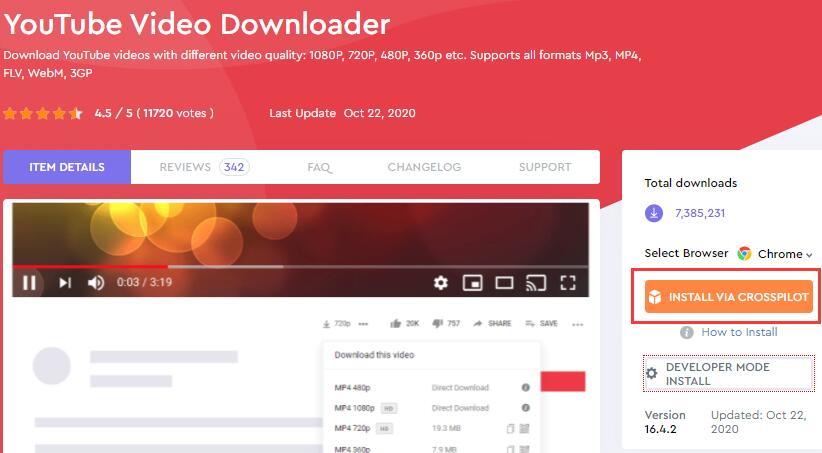 YouTube Video Downloader
Download YouTube videos with different video quality: 1080P, 720P, 480P, 360p etc. Supports all formats Mp3, MP4,
FLV, WebM, 3GP
4.5 / 5 ( 11720 votes )
Last Update Oct 22, 2020
ITEM DETAILS
REVIEWS 342
FAQ
CHANGELOG
SUPPORT
0:03 / 3:19
720p
20K
757
SHARE
SAVE
Download this video
MP4 480p Direct Download
MP4 1080p HD Direct Download
MP4 720p HD 19.3 MB
MP4 360p 7.9 MB
Total downloads
7,385,231
Select Browser Chrome
INSTALL VIA CROSSPILOT
How to Install
DEVELOPER MODE
INSTALL
Version
16.4.2
Updated: Oct 22,
2020